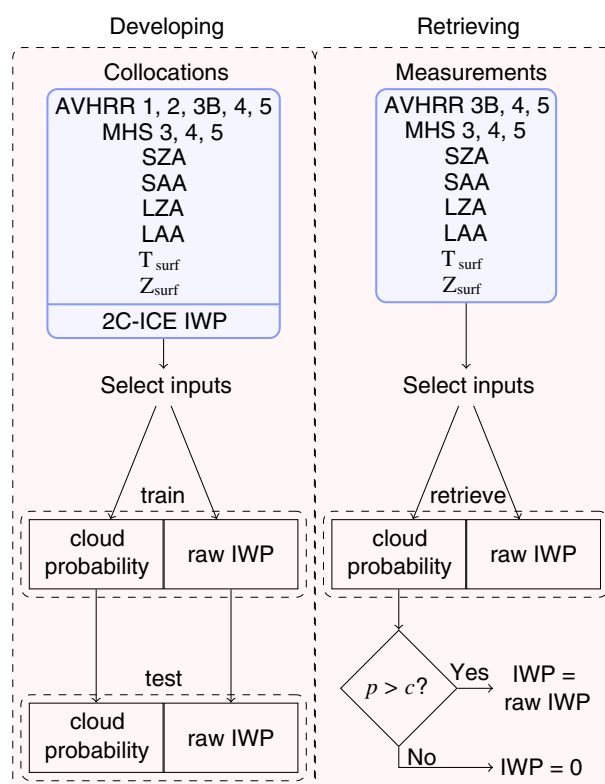 Developing
Collocations
AVHRR 1, 2, 3B, 4, 5
MHS 3, 4, 5
SZA
SAA
LZA
LAA
T surf
Zsurf
2C-ICE IWP
Select inputs
train
cloud
probability
raw IWP
test
cloud
probability
raw IWP
Retrieving
Measurements
AVHRR 3B, 4, 5
MHS 3, 4, 5
SZA
SAA
LZA
LAA
T surf
Zsurf
Select inputs
retrieve
cloud
probability
raw IWP
p > c?
Yes
IWP =
raw IWP
No
IWP = 0